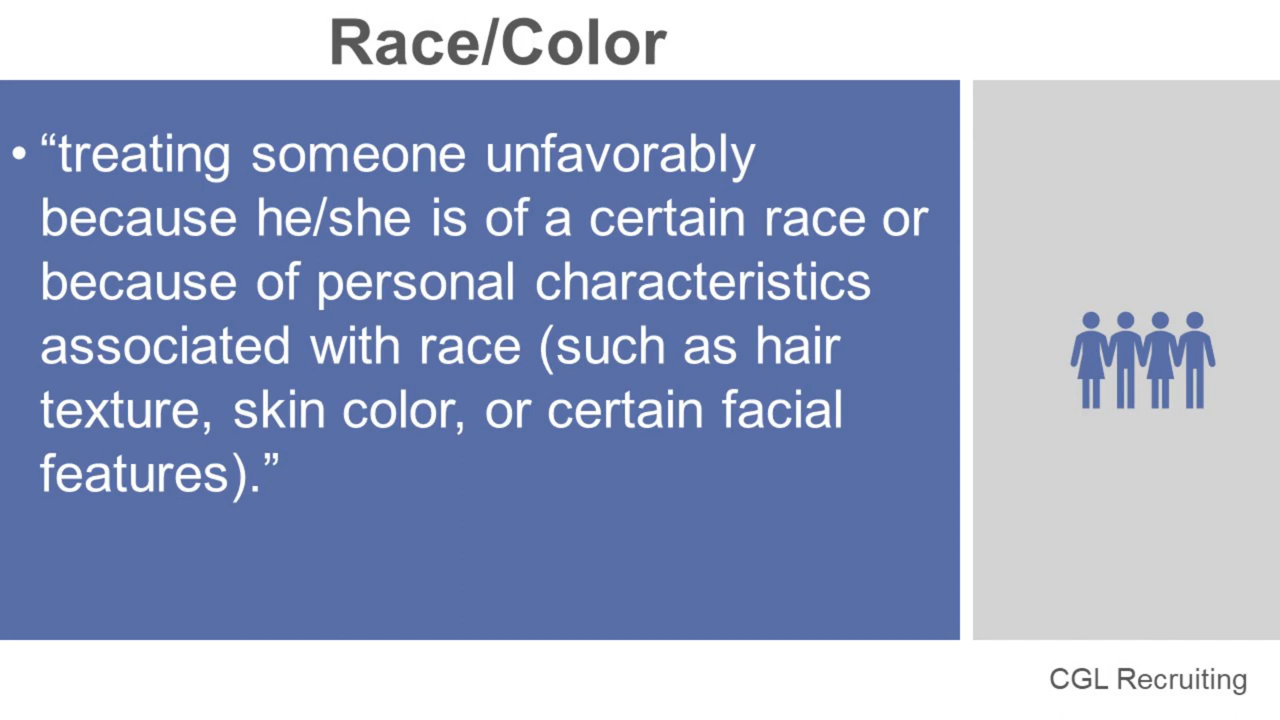 Race/Color
• “treating someone unfavorably
because he/she is of a certain race or
because of personal characteristics
associated with race (such as hair
texture, skin color, or certain facial
features).”
CGL Recruiting